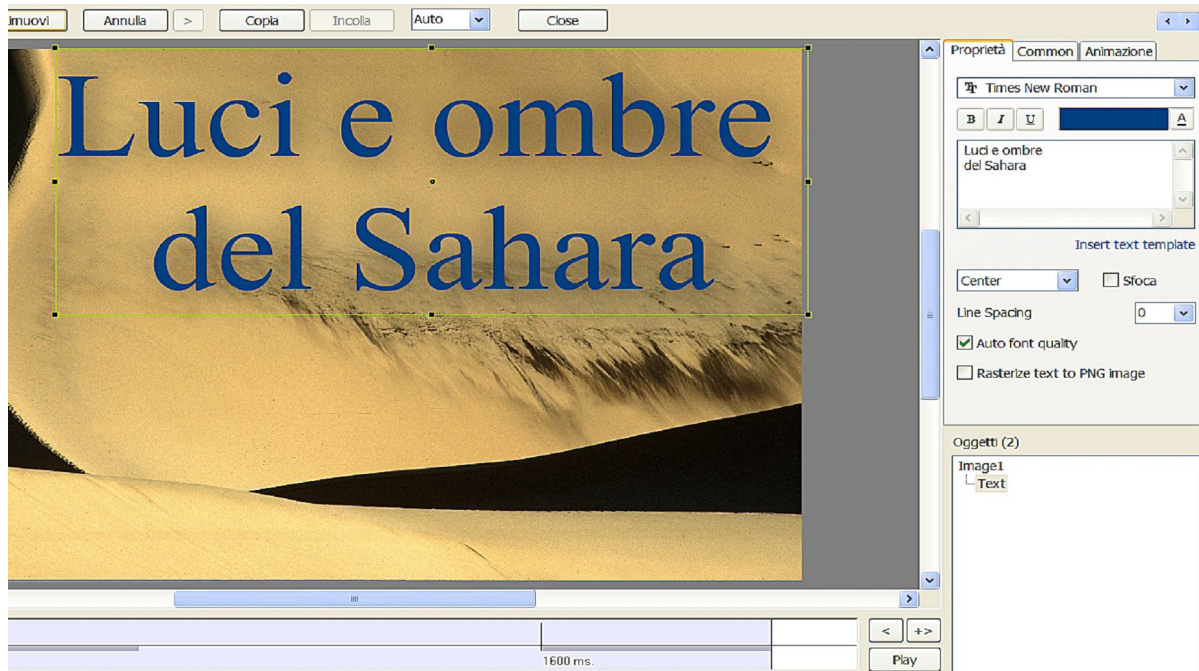 Annulla > Copia Incolla Auto Close
Proprietà Common Animazione
Times New Roman
B I U A
Luci e ombre
del Sahara
Insert text template
Center Sfoca
Line Spacing 0
Auto font quality
Rasterize text to PNG image
Oggetti (2)
Image1
Text
Luci e ombre
del Sahara
1600 ms.
< +>
Play